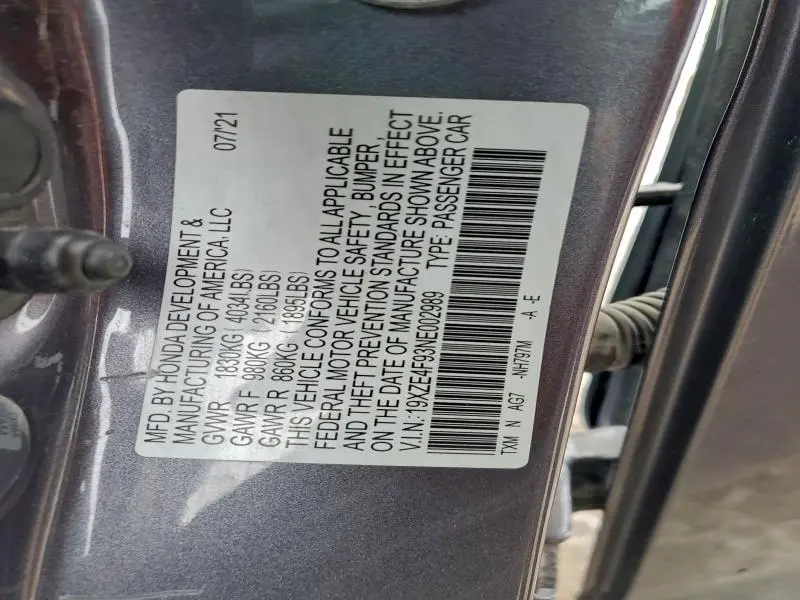 MFD. BY HONDA DEVELOPMENT &
MANUFACTURING OF AMERICA, LLC 07/'21
GVWR 1830KG (4034LBS)
GAWR F 980KG (2160LBS)
GAWR R 860KG (1895LBS)
THIS VEHICLE CONFORMS TO ALL APPLICABLE
FEDERAL MOTOR VEHICLE SAFETY, BUMPER,
AND THEFT PREVENTION STANDARDS IN EFFECT
ON THE DATE OF MANUFACTURE SHOWN ABOVE.
V.I.N.:19XZE4F93NE002989 TYPE: PASSENGER CAR
TXM N AG7 -NH797M -A -E